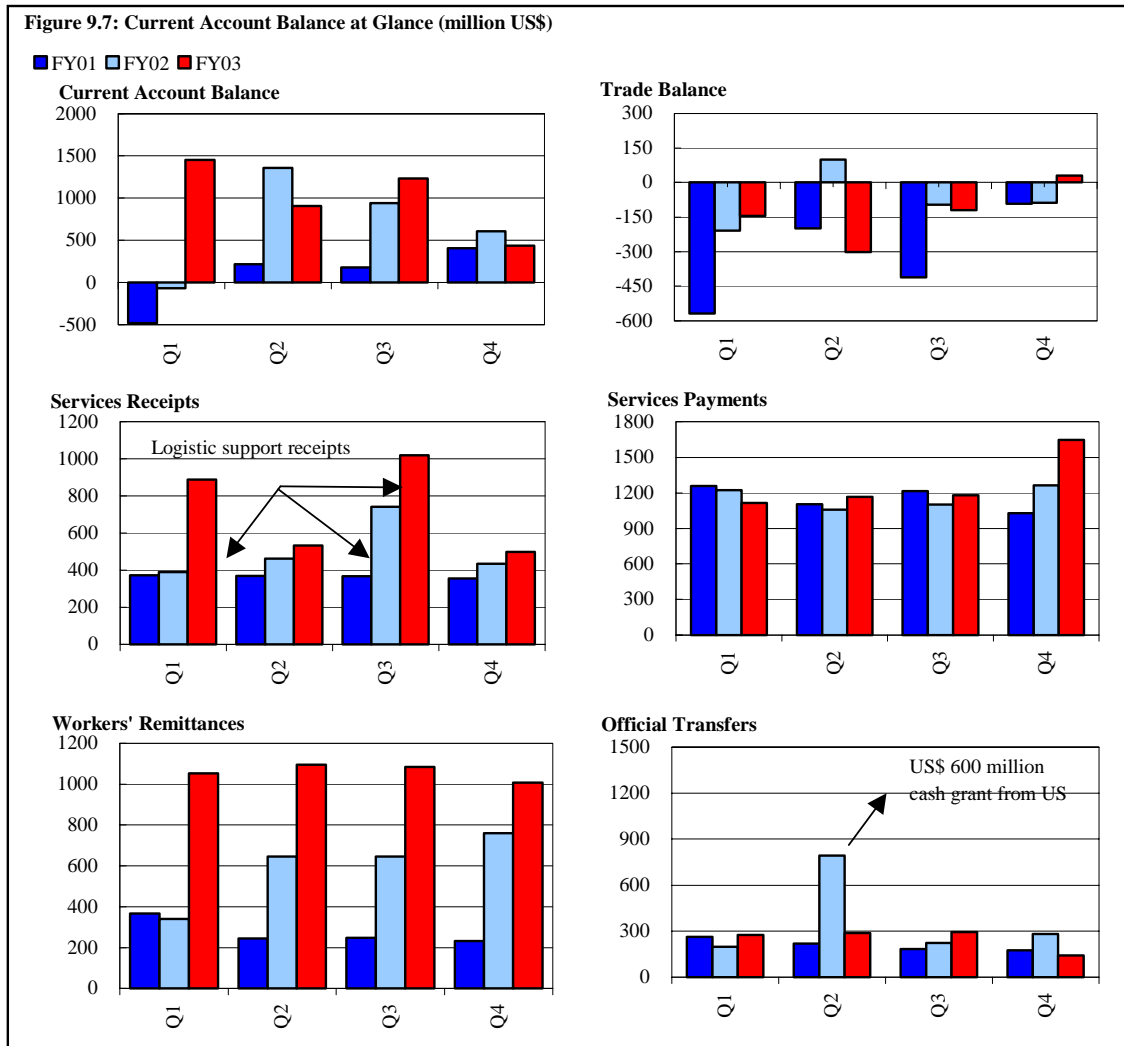 Figure 9.7: Current Account Balance at Glance (million US$)
FY01 FY02 FY03
Current Account Balance
2000
1500
1000
500
0
-500
Q1
Q2
Q3
Q4
Trade Balance
300
150
0
-150
-300
-450
-600
Q1
Q2
Q3
Q4
Services Receipts
1200
1000
800
600
400
200
0
Logistic support receipts
Q1
Q2
Q3
Q4
Services Payments
1800
1500
1200
900
600
300
0
Q1
Q2
Q3
Q4
Workers' Remittances
1200
1000
800
600
400
200
0
Q1
Q2
Q3
Q4
Official Transfers
1500
1200
900
600
300
0
US$ 600 million
cash grant from US
Q1
Q2
Q3
Q4